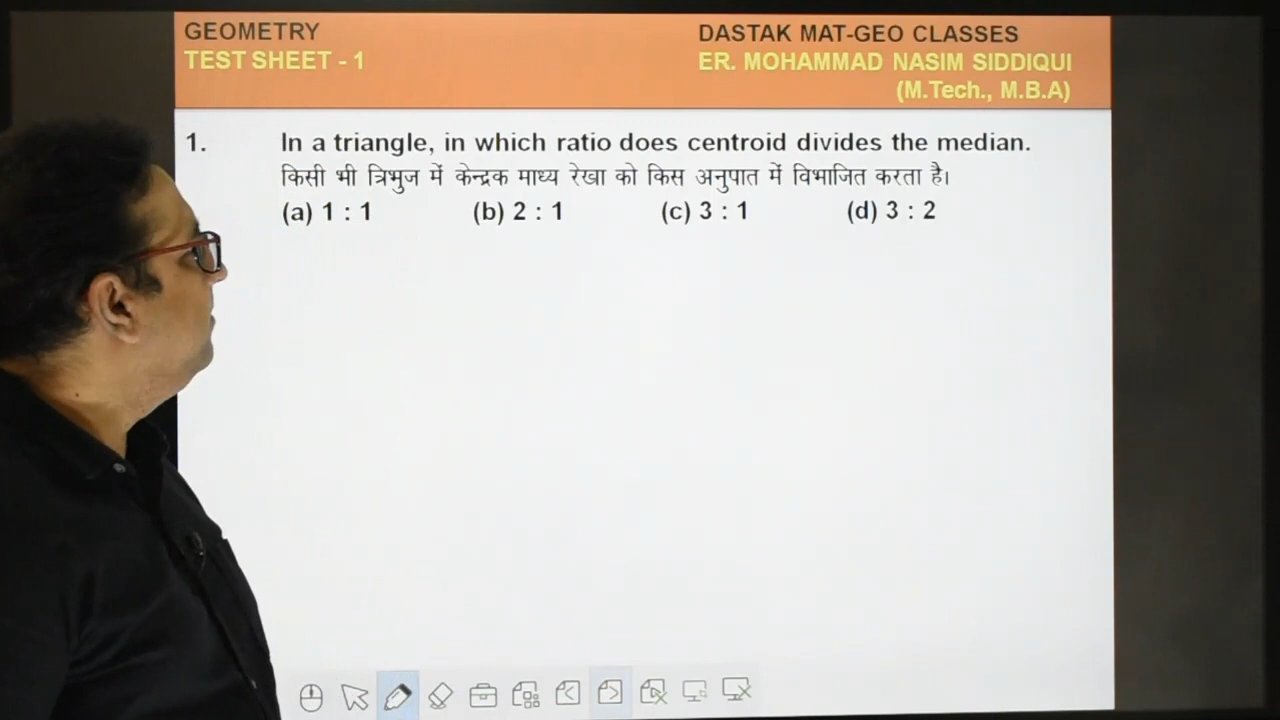 GEOMETRY
TEST SHEET - 1
DASTAK MAT-GEO CLASSES
ER. MOHAMMAD NASIM SIDDIQUI
(M.Tech., M.B.A)
1. In a triangle, in which ratio does centroid divides the median.
किसी भी त्रिभुज में केन्द्रक माध्य रेखा को किस अनुपात में विभाजित करता है।
(a) 1 : 1 (b) 2 : 1 (c) 3 : 1 (d) 3 : 2